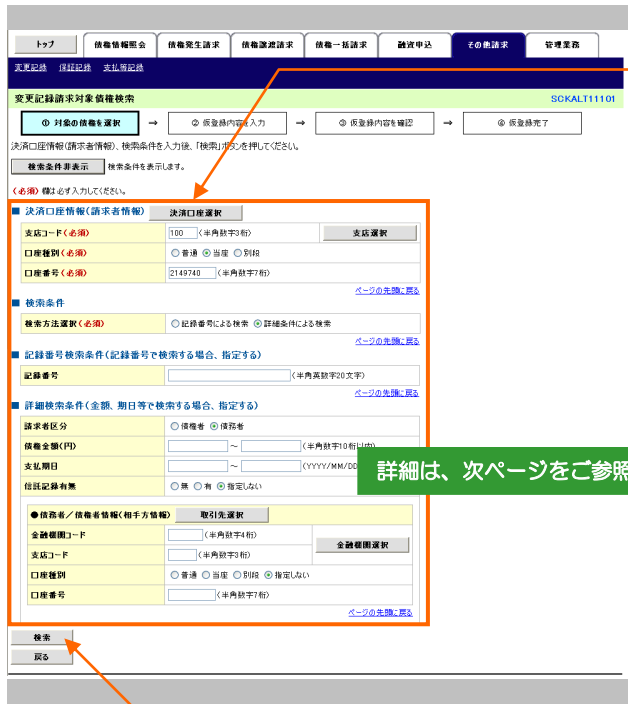 トップ 債権情報照会 債権発生請求 債権譲渡請求 債権一括請求 融資申込 その他請求 管理業務
変更記録 保証記録 支払等記録
変更記録請求対象債権検索 SCKALT11101
① 対象の債権を選択 → ② 仮登録内容を入力 → ③ 仮登録内容を確認 → ④ 仮登録完了
決済口座情報(請求者情報)、検索条件を入力後、「検索」ボタンを押してください。
検索条件非表示 検索条件を表示します。
(必須) 欄は必ず入力してください。
■ 決済口座情報(請求者情報) 決済口座選択
支店コード(必須) 100 (半角数字3桁) 支店選択
口座種別(必須) ○普通 ◉当座 ○別段
口座番号(必須) 2149740 (半角数字7桁)
ページの先頭に戻る
■ 検索条件
検索方法選択(必須) ○記録番号による検索 ◉詳細条件による検索
ページの先頭に戻る
■ 記録番号検索条件(記録番号で検索する場合、指定する)
記録番号 (半角英数字20文字)
ページの先頭に戻る
■ 詳細検索条件(金額、期日等で検索する場合、指定する)
請求者区分 ○債権者 ◉債務者
債権金額(円) ~ (半角数字10桁以内)
支払期日 ~ (YYYY/MM/DD
詳細は、次ページをご参照
信託記録有無 ○無 ○有 ◉指定しない
●債務者/債権者情報(相手方情報) 取引先選択
金融機関コード (半角数字4桁) 金融機関選択
支店コード (半角数字3桁)
口座種別 ○普通 ○当座 ○別段 ◉指定しない
口座番号 (半角数字7桁)
ページの先頭に戻る
検索
戻る